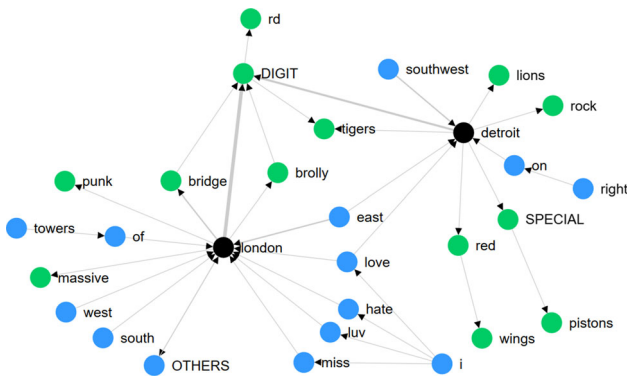 rd
DIGIT
southwest
lions
rock
tigers
detroit
on
right
punk
bridge
brolly
east
SPECIAL
towers
of
london
love
red
massive
west
hate
south
luv
pistons
wings
OTHERS
miss
i